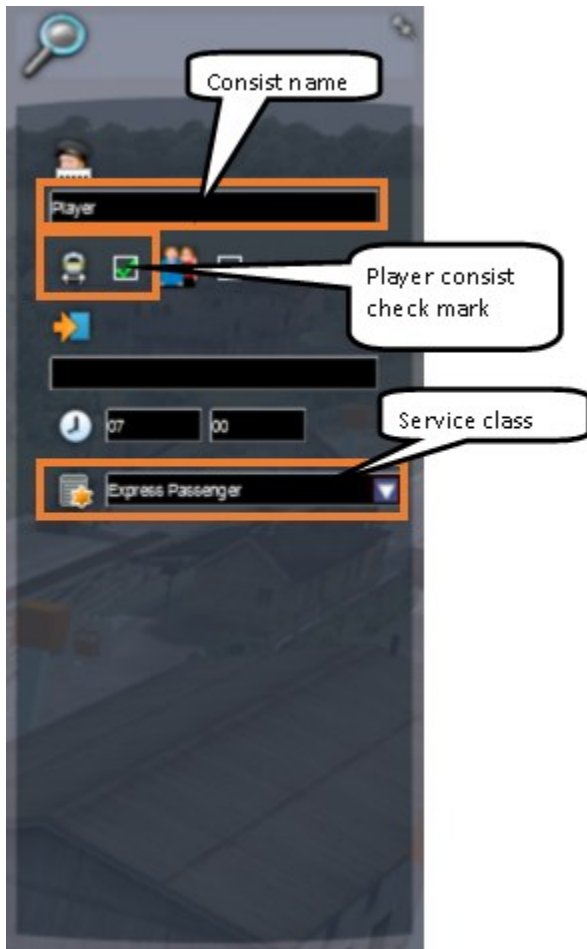 Consist name
Player
Player consist
check mark
07 00
Service class
Express Passenger